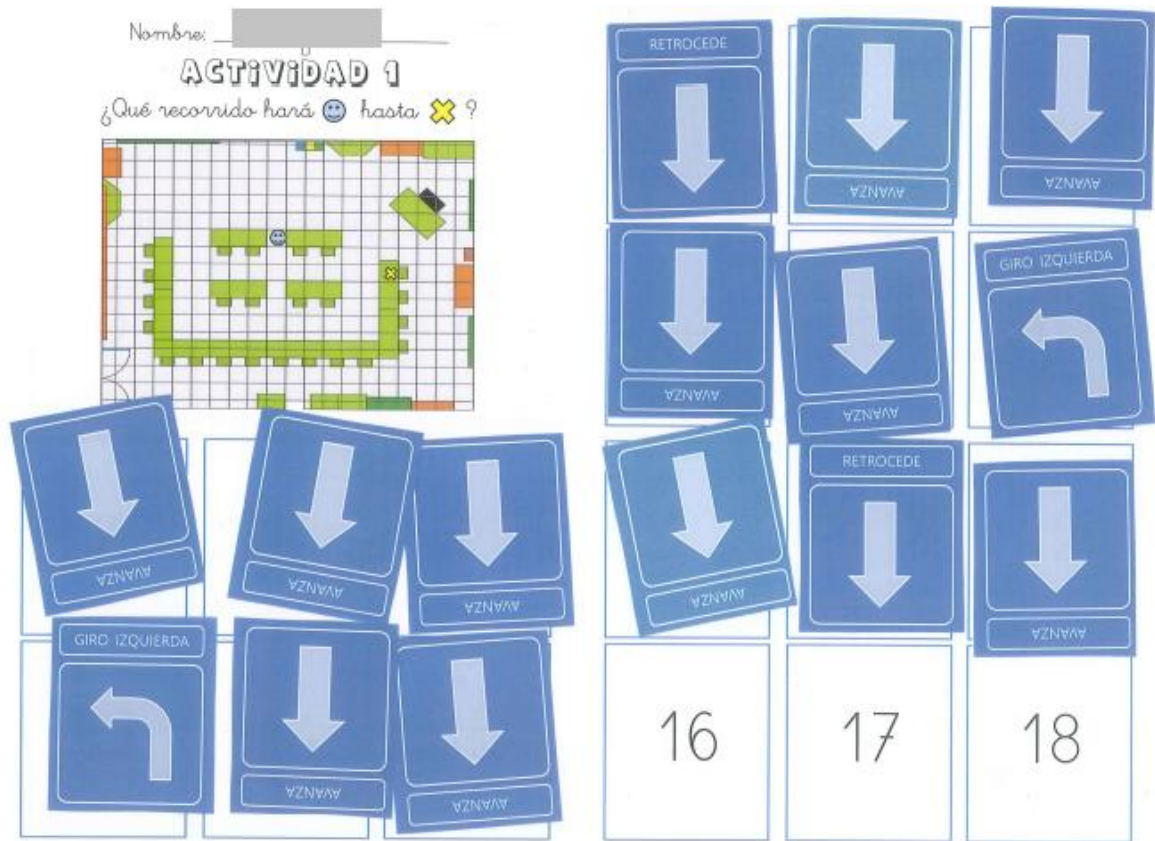 Nombre:
ACTIVIDAD 1
¿Qué recorrido hará hasta ?
AVANZA
AVANZA
AVANZA
GIRO IZQUIERDA
AVANZA
AVANZA
RETROCEDE
AVANZA
AVANZA
AVANZA
AVANZA
GIRO IZQUIERDA
AVANZA
RETROCEDE
AVANZA
16
17
18